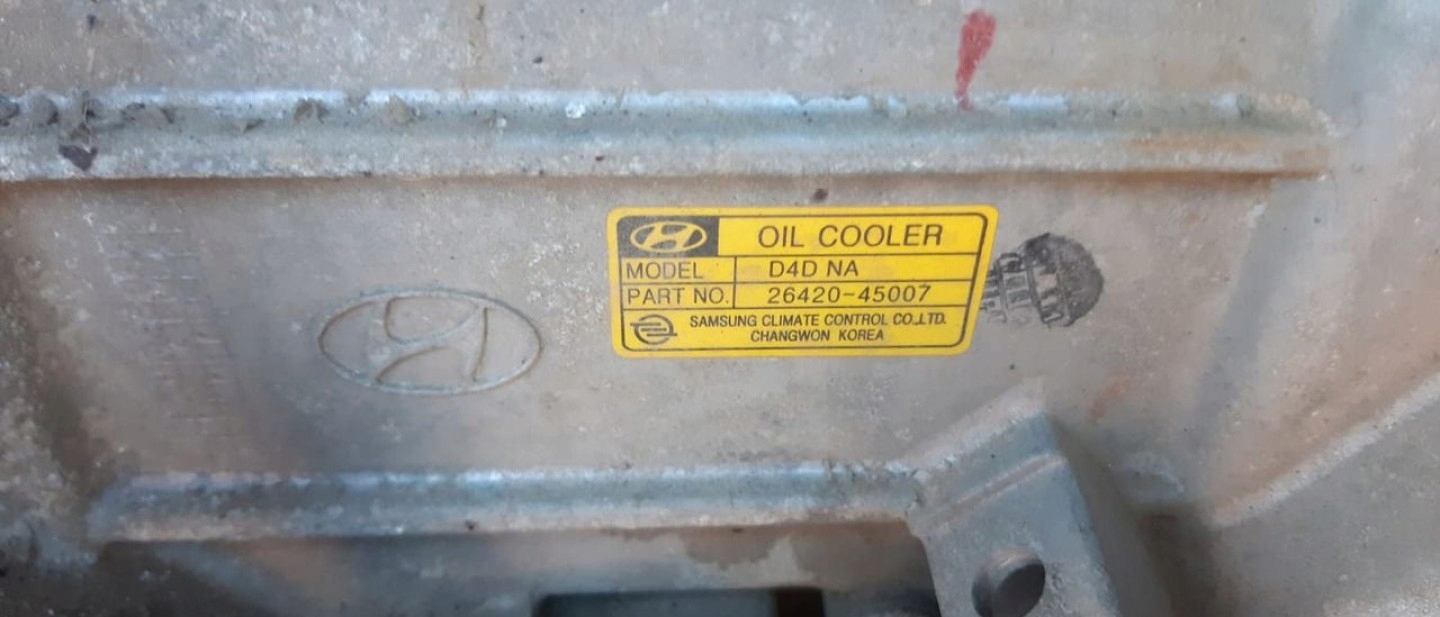 OIL COOLER
MODEL D4D NA
PART NO. 26420-45007
SAMSUNG CLIMATE CONTROL CO.,LTD.
CHANGWON KOREA